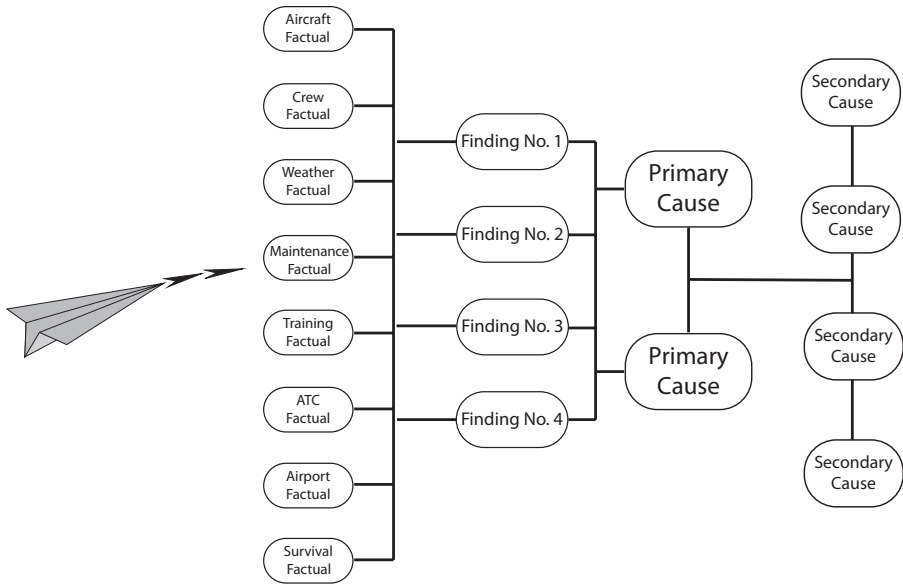 Aircraft
Factual
Crew
Factual
Weather
Factual
Maintenance
Factual
Training
Factual
ATC
Factual
Airport
Factual
Survival
Factual
Finding No. 1
Finding No. 2
Finding No. 3
Finding No. 4
Primary
Cause
Primary
Cause
Secondary
Cause
Secondary
Cause
Secondary
Cause
Secondary
Cause